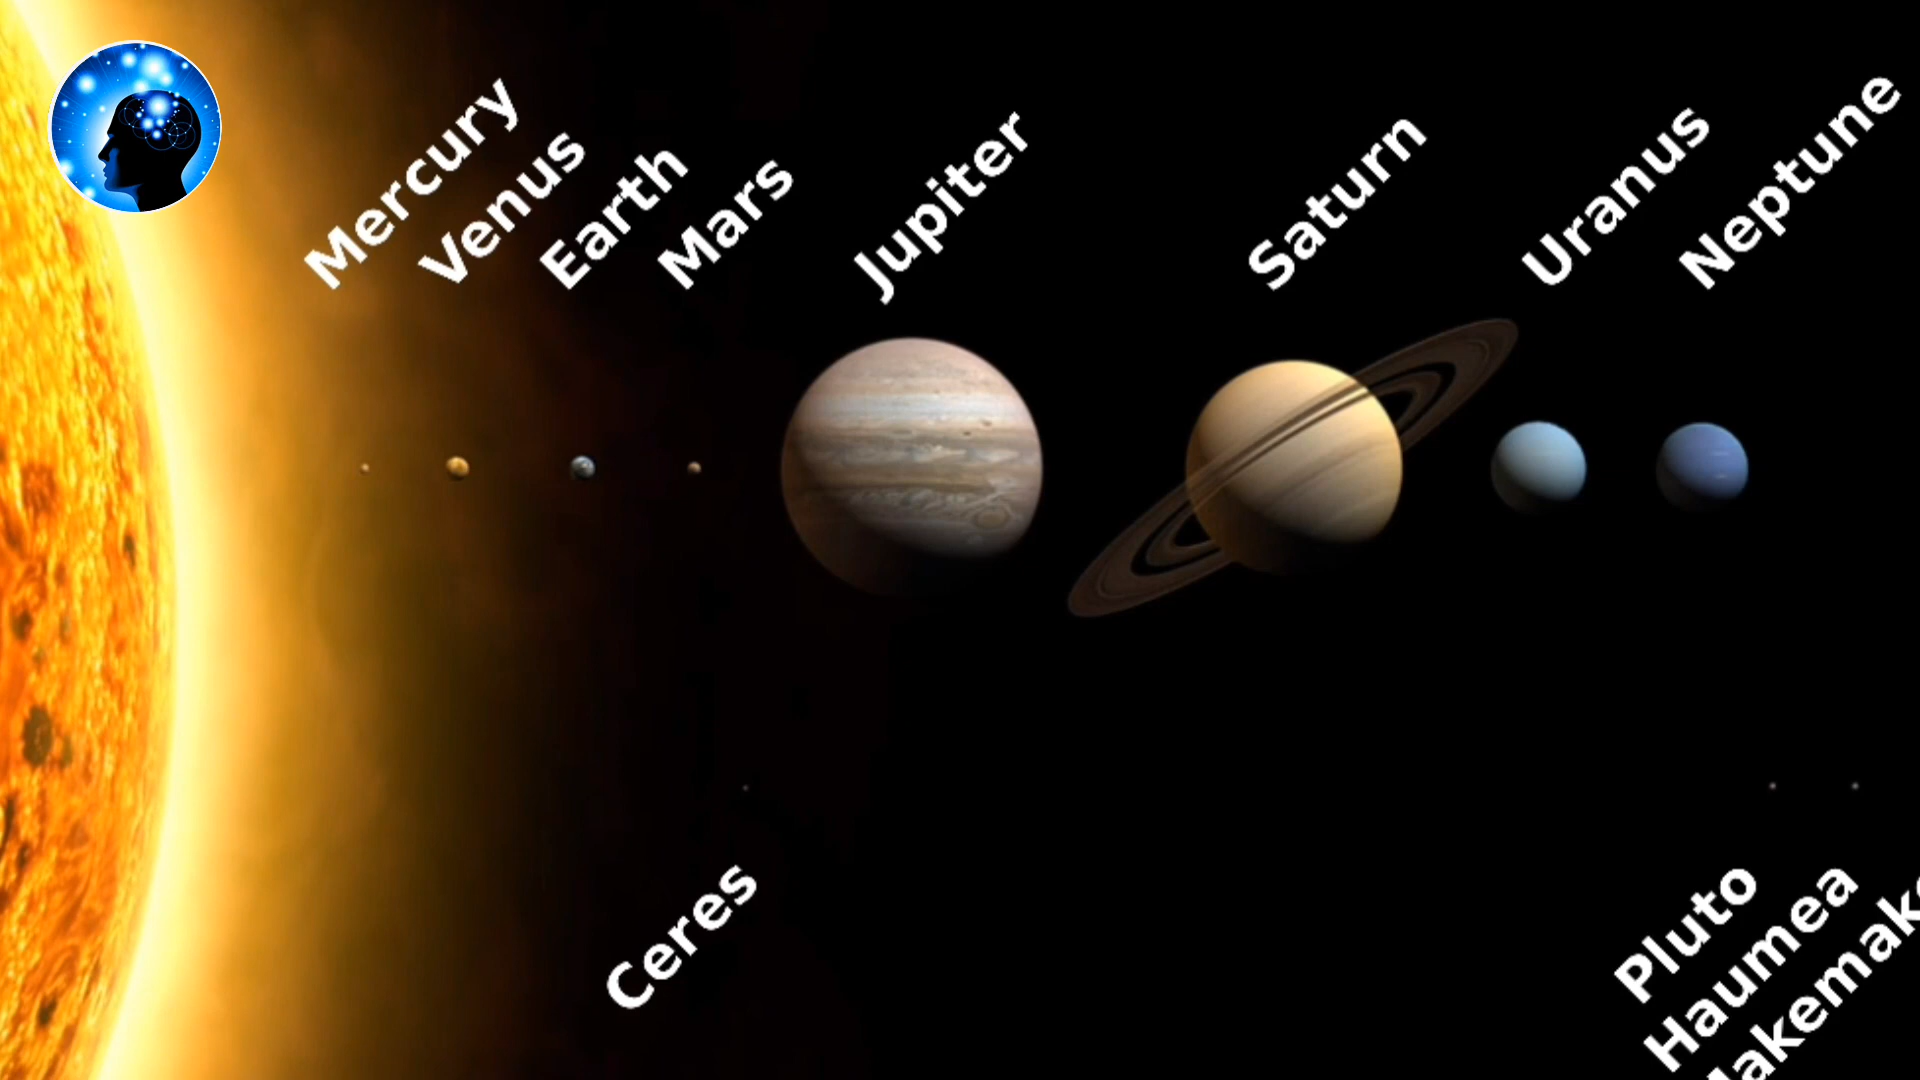 Mercury
Venus
Earth
Mars
Jupiter
Saturn
Uranus
Neptune
Ceres
Pluto
Haumea